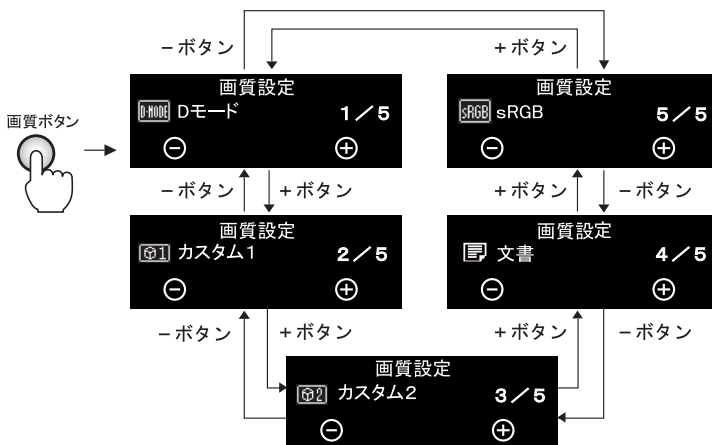 －ボタン
＋ボタン
画質設定
D-MODE Dモード 1／5
⊖ ⊕
画質設定
sRGB sRGB 5／5
⊖ ⊕
画質ボタン
－ボタン
＋ボタン
＋ボタン
－ボタン
画質設定
1 カスタム1 2／5
⊖ ⊕
画質設定
文書 4／5
⊖ ⊕
－ボタン
＋ボタン
＋ボタン
－ボタン
画質設定
2 カスタム2 3／5
⊖ ⊕